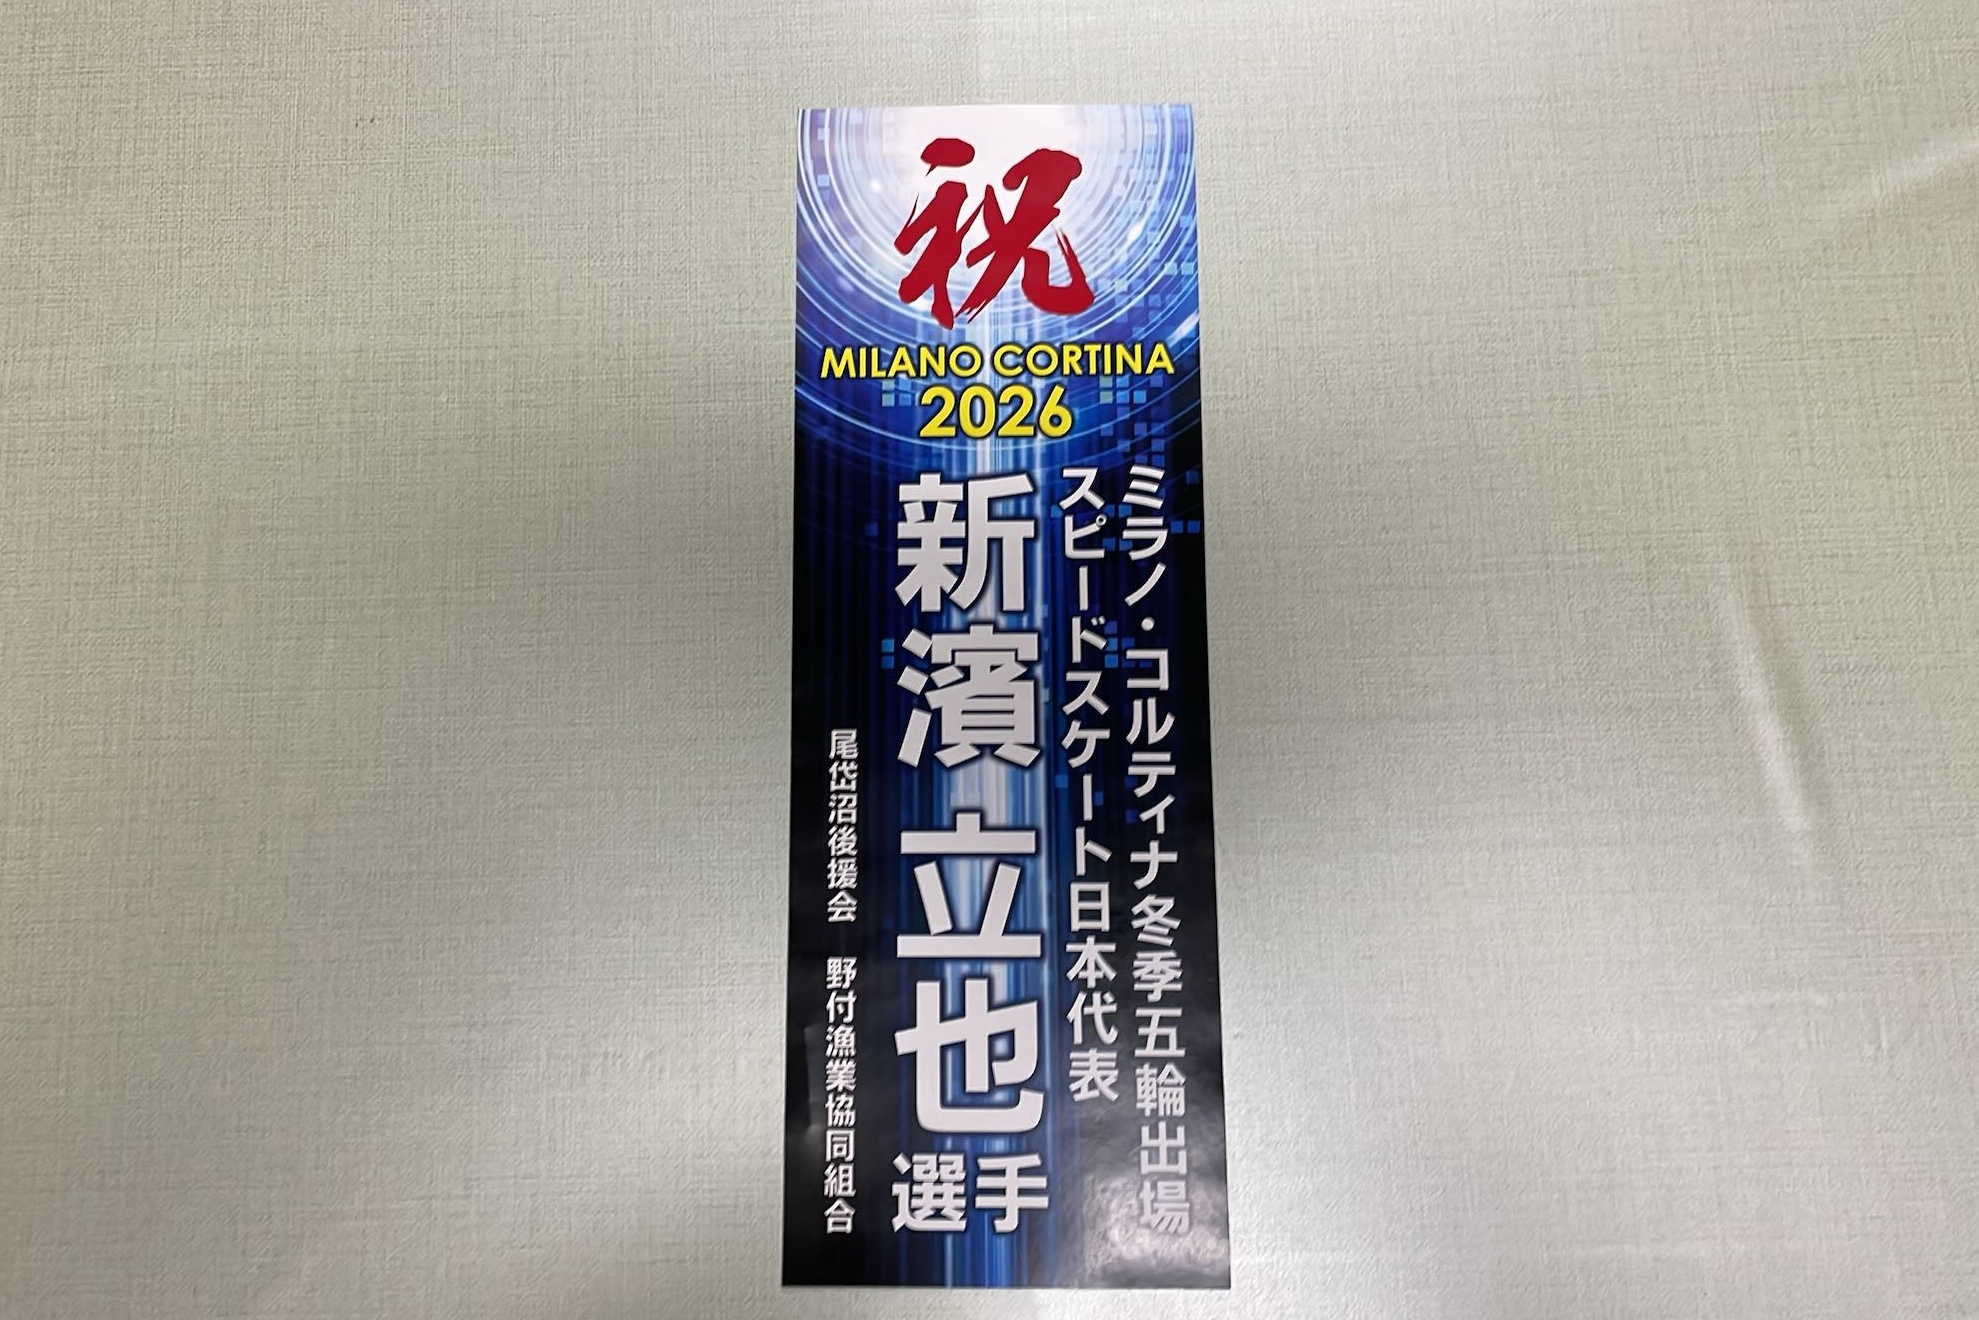 祝
MILANO CORTINA
2026
ミラノ・コルティナ冬季五輪出場
スピードスケート日本代表
新濱 立也 選手
尾岱沼後援会 野付漁業協同組合